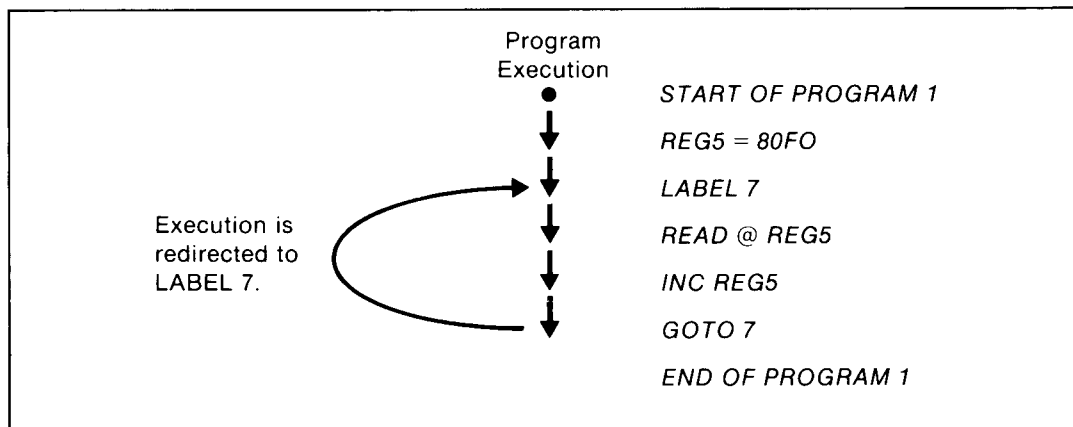 Program
Execution
START OF PROGRAM 1
REG5 = 80FO
LABEL 7
READ @ REG5
INC REG5
GOTO 7
END OF PROGRAM 1
Execution is
redirected to
LABEL 7.